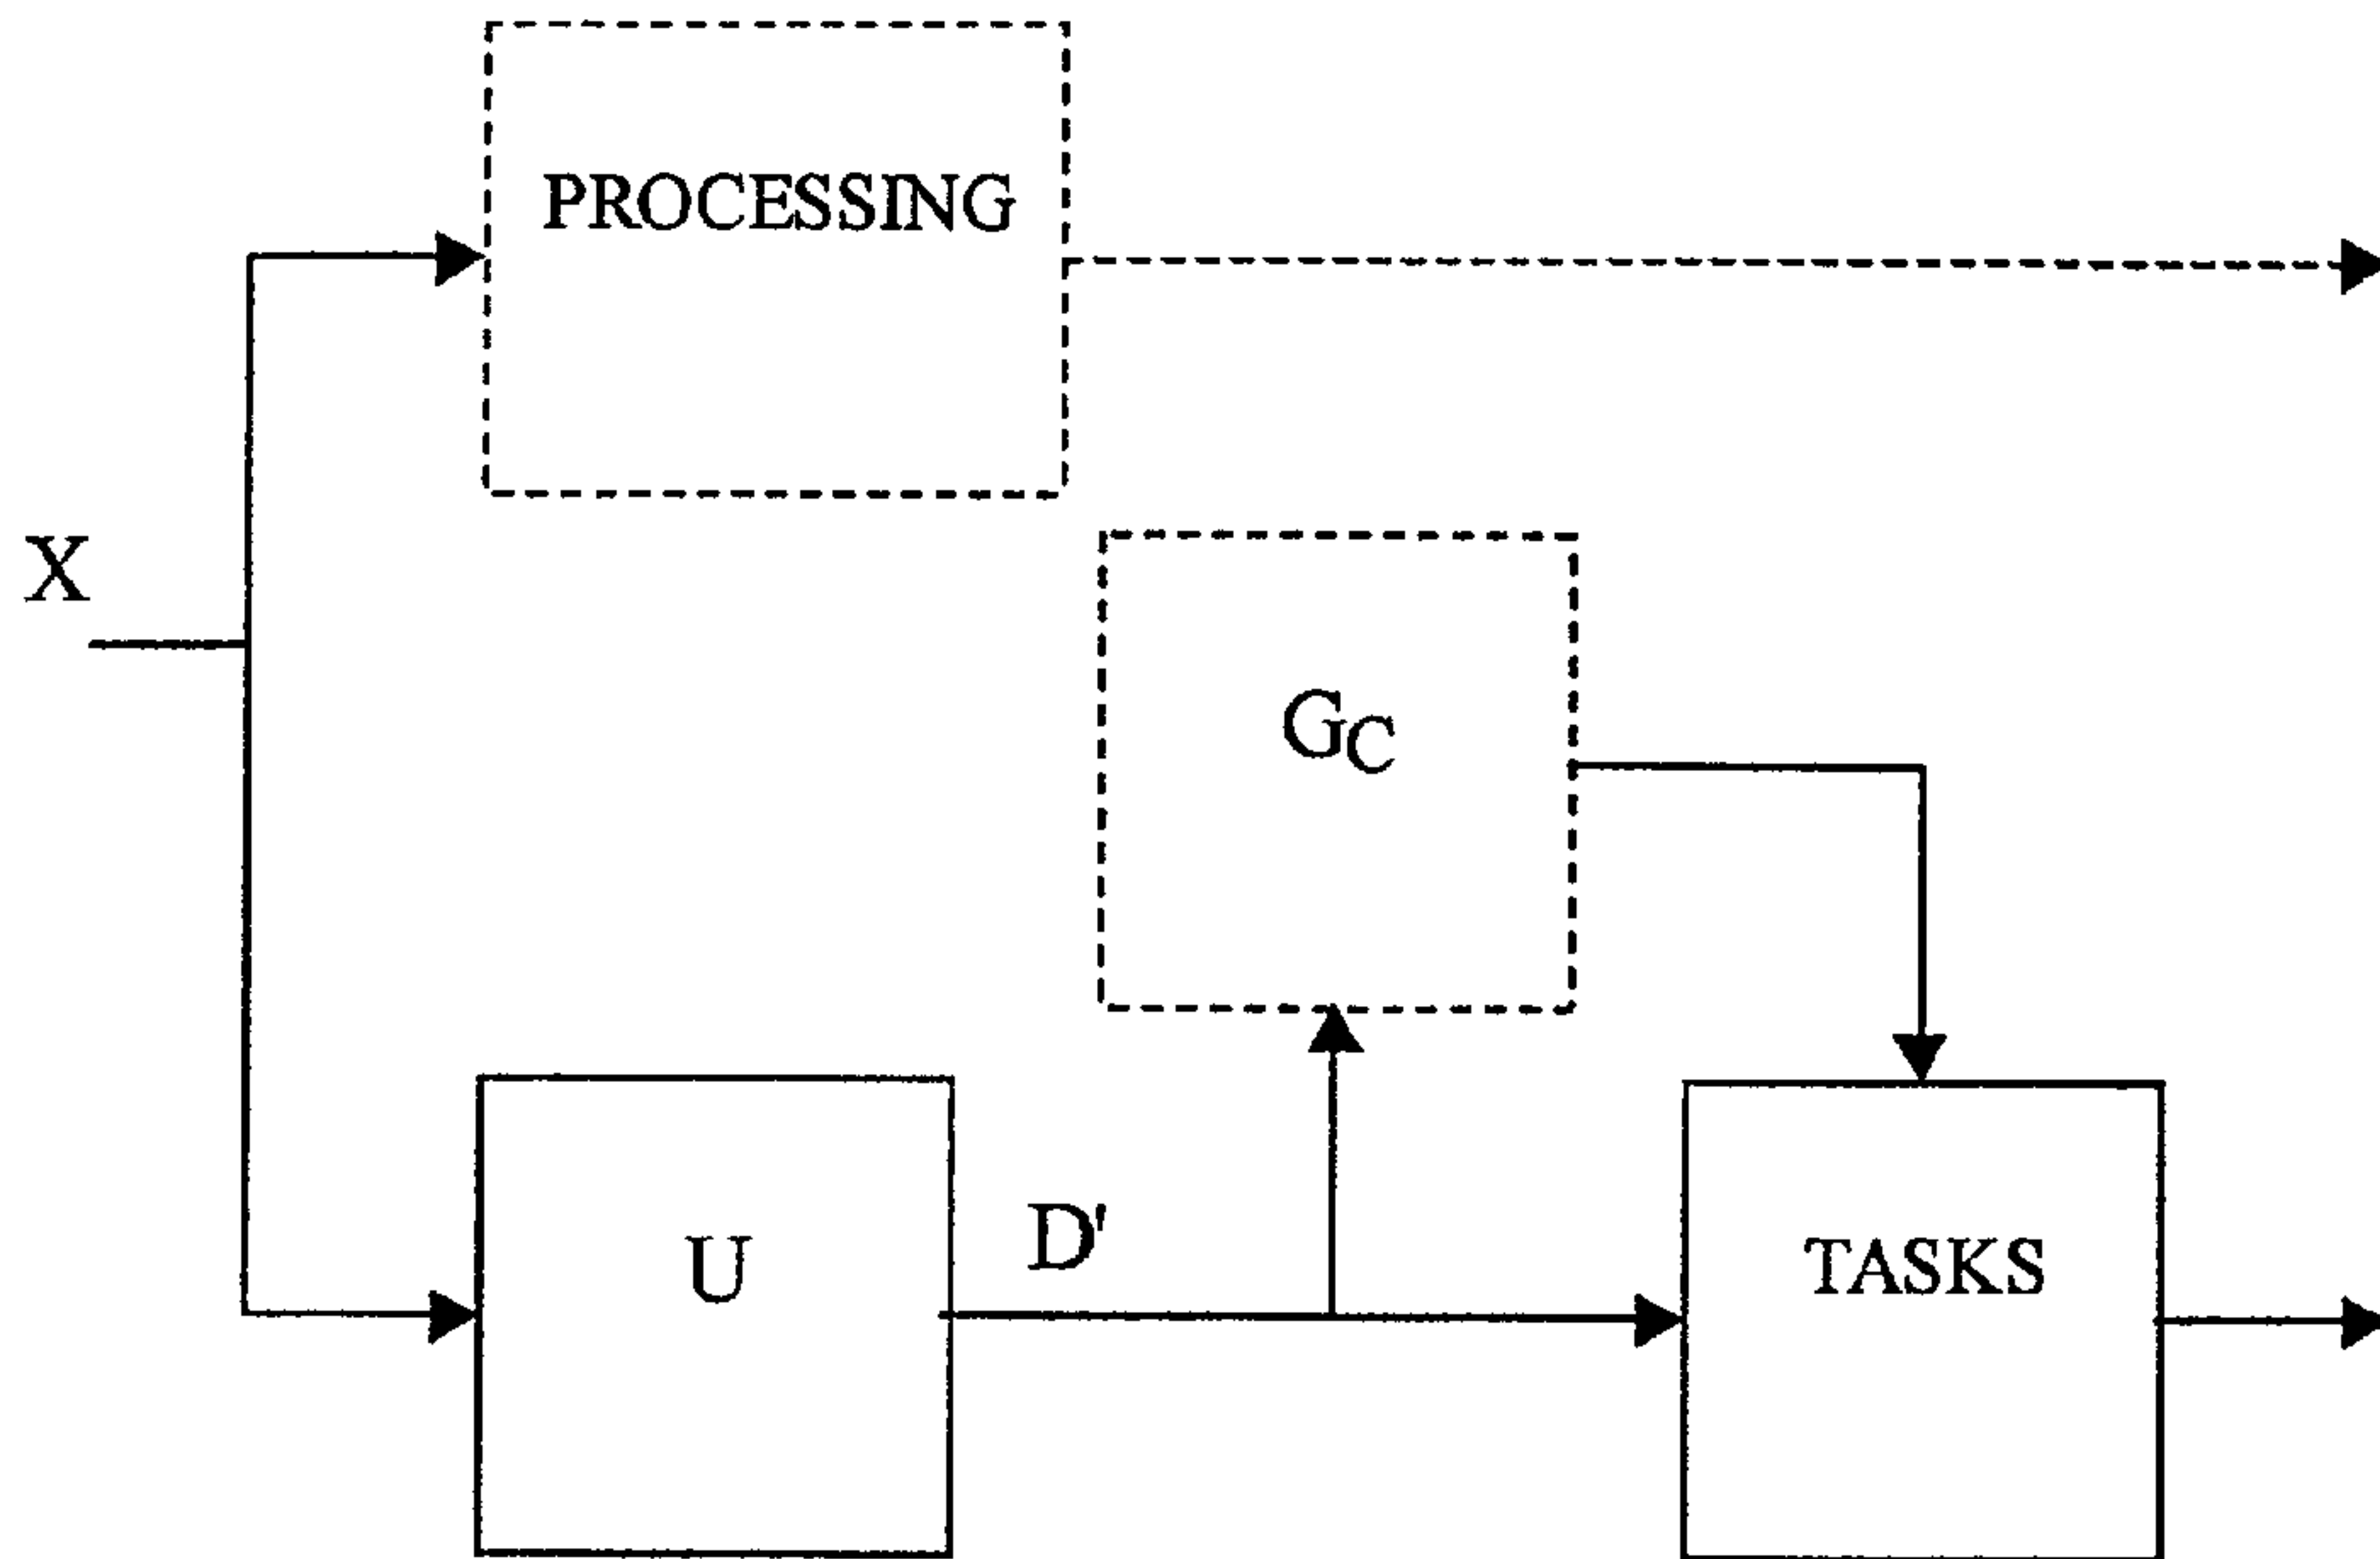 PROCESSING
X
GC
U
D'
TASKS